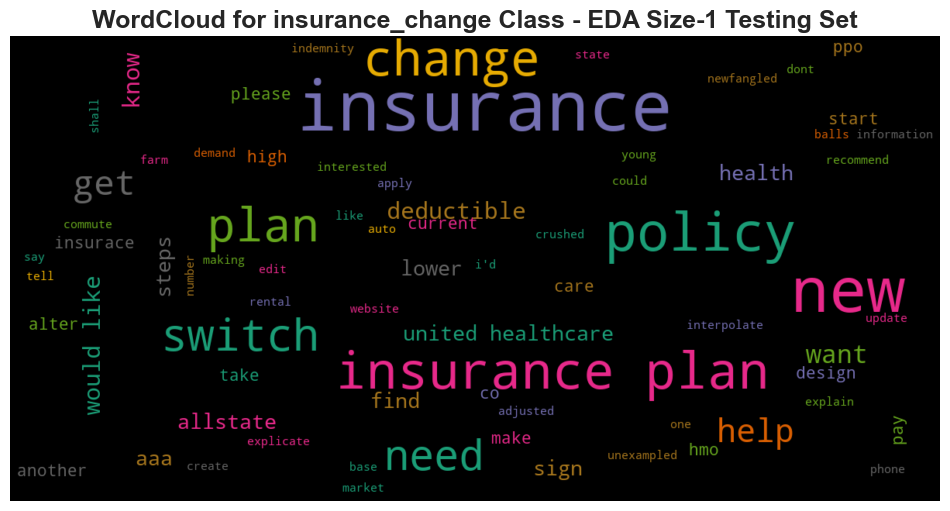 WordCloud for insurance_change Class - EDA Size-1 Testing Set
indemnity
change
state
ppo
know
please
insurance
newfangled
dont
shall
start
balls
information
farm
demand
high
interested
young
recommend
get
apply
could
health
commute
plan
like
deductible
auto
current
crushed
policy
insurace
say
tell
steps
number
making
edit
lower
i'd
care
new
rental
website
update
alter
would like
switch
united healthcare
interpolate
want
take
insurance plan
design
allstate
find
co
adjusted
explain
explicate
make
one
help
pay
another
aaa
create
base
need
sign
unexampled
hmo
phone
market